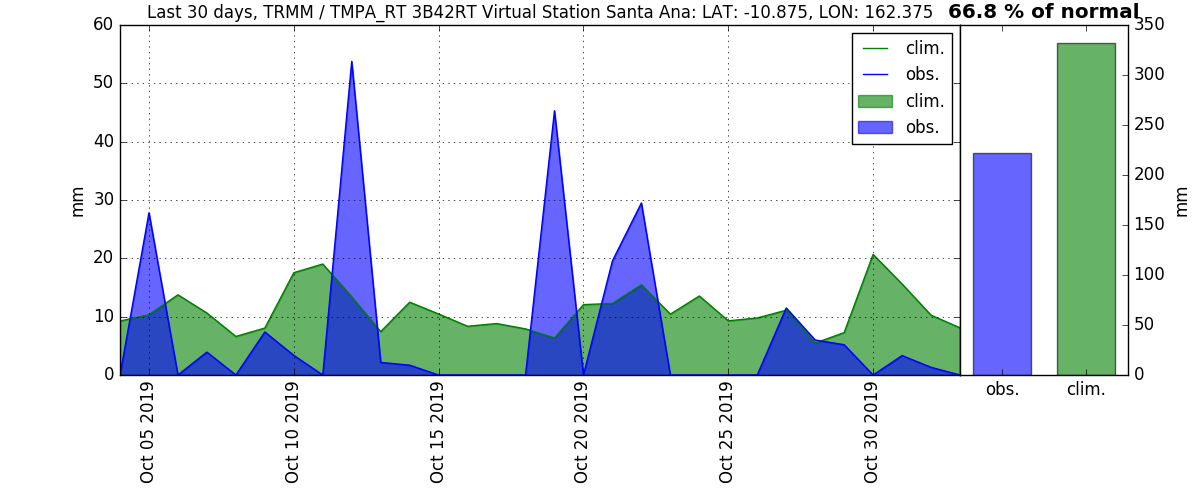 Last 30 days, TRMM / TMPA_RT 3B42RT Virtual Station Santa Ana: LAT: -10.875, LON: 162.375
66.8 % of normal
60
50
40
30
20
10
0
mm
clim.
obs.
clim.
obs.
350
300
250
200
150
100
50
0
mm
Oct 05 2019
Oct 10 2019
Oct 15 2019
Oct 20 2019
Oct 25 2019
Oct 30 2019
obs.
clim.